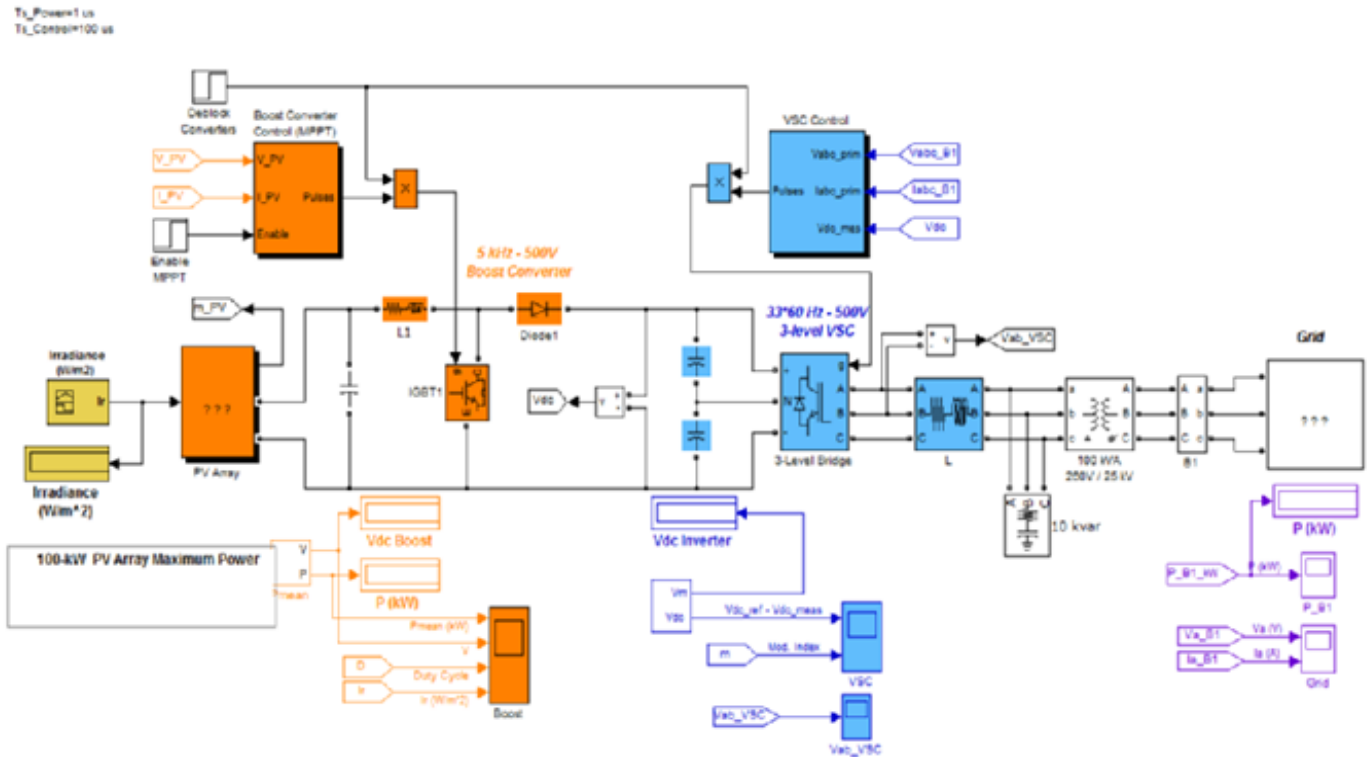 Ts_Power=1 us
Ts_Control=100 us
Deblock
Converters
Boost Converter
Control (MPPT)
V_PV
I_PV
V_PV
I_PV
Enable
Pulses
Enable
MPPT
X
VSC Control
Vabc_prim
Iabc_prim
Vdc_mes
Pulses
X
Vabc_B1
Iabc_B1
Vdc
5 kHz - 500V
Boost Converter
33*60 Hz - 500V
3-level VSC
m_PV
L1
Diode1
IGBT1
Irradiance
(W/m2)
Ir
? ? ?
PV Array
Irradiance
(W/m^2)
Vdc
v
+
-
g
A
N
B
C
3-Level Bridge
v
Vab_VSC
A
B
C
A
B
C
L
a
b
c
A
B
C
100 kVA
260V / 25 kV
A
B
C
a
b
c
B1
Grid
? ? ?
A
B
C
10 kvar
Vdc Boost
P (kW)
100-kW PV Array Maximum Power
V
P
Pmean
Pmean (kW)
V
D
Duty Cycle
Ir
Ir (W/m^2)
Boost
Vdc Inverter
Vm
Vdc
Vdc_ref - Vdc_meas
m
Mod. Index
VSC
Vab_VSC
Vab_VSC
P (kW)
P_B1_kW
P (kW)
P_B1
Va_B1
Va (V)
Ia_B1
Ia (A)
Grid